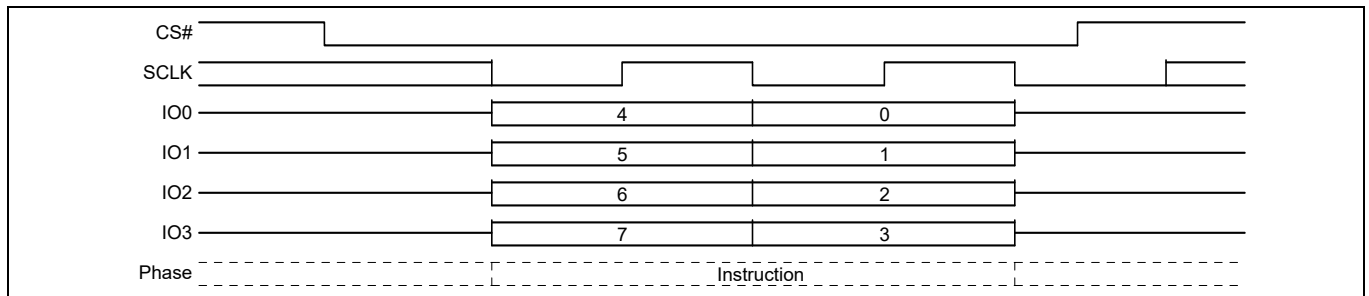 CS#
SCLK
IO0 4 0
IO1 5 1
IO2 6 2
IO3 7 3
Phase Instruction